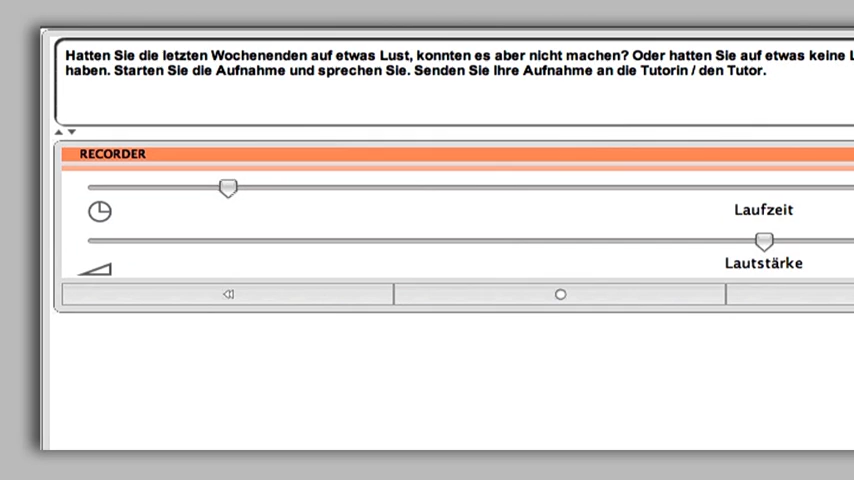 Hatten Sie die letzten Wochenenden auf etwas Lust, konnten es aber nicht machen? Oder hatten Sie auf etwas keine
haben. Starten Sie die Aufnahme und sprechen Sie. Senden Sie Ihre Aufnahme an die Tutorin / den Tutor.
RECORDER
Laufzeit
Lautstärke